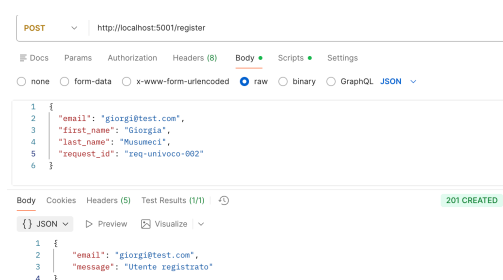 POST http://localhost:5001/register
Docs Params Authorization Headers (8) Body Scripts Settings
none form-data x-www-form-urlencoded raw binary GraphQL JSON
1 {
2 "email": "giorgi@test.com",
3 "first_name": "Giorgia",
4 "last_name": "Musumeci",
5 "request_id": "req-univoco-002"
6 }
Body Cookies Headers (5) Test Results (1/1) 201 CREATED
{} JSON Preview Visualize
1 {
2 "email": "giorgi@test.com",
3 "message": "Utente registrato"
4 }